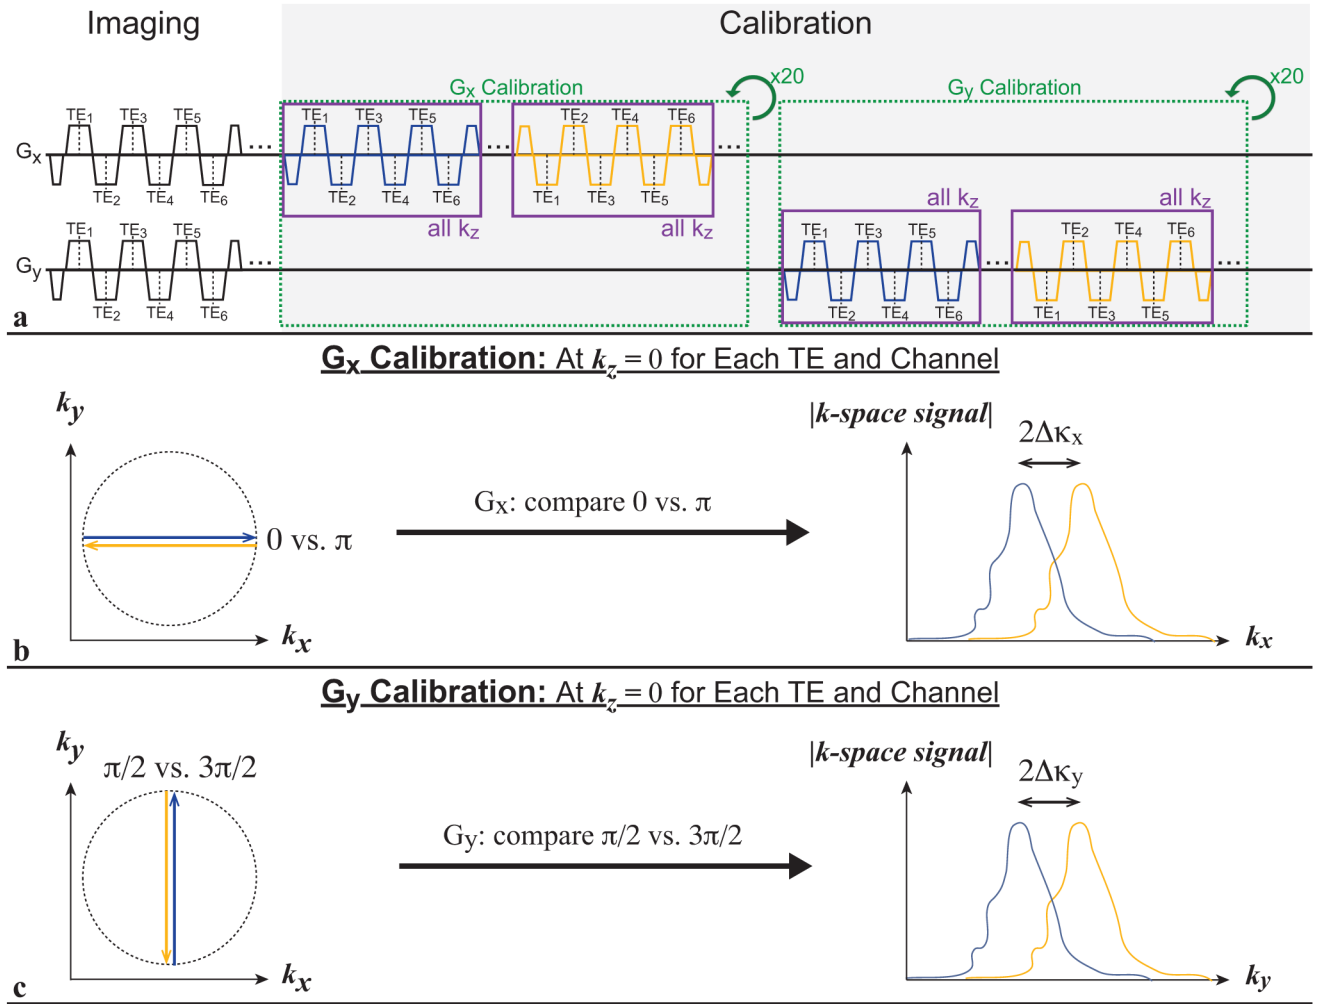 Imaging
Calibration
Gx Calibration
x20
Gy Calibration
x20
TE1 TE3 TE5
TE1 TE3 TE5
TE2 TE4 TE6
Gx
...
...
...
TE2 TE4 TE6
TE2 TE4 TE6
TE1 TE3 TE5
all kz
all kz
all kz
all kz
TE1 TE3 TE5
TE1 TE3 TE5
TE2 TE4 TE6
Gy
...
...
...
TE2 TE4 TE6
TE2 TE4 TE6
TE1 TE3 TE5
a
Gx Calibration: At kz = 0 for Each TE and Channel
ky
|k-space signal|
2Δκx
Gx: compare 0 vs. π
0 vs. π
kx
kx
b
Gy Calibration: At kz = 0 for Each TE and Channel
ky
|k-space signal|
π/2 vs. 3π/2
2Δκy
Gy: compare π/2 vs. 3π/2
kx
ky
c